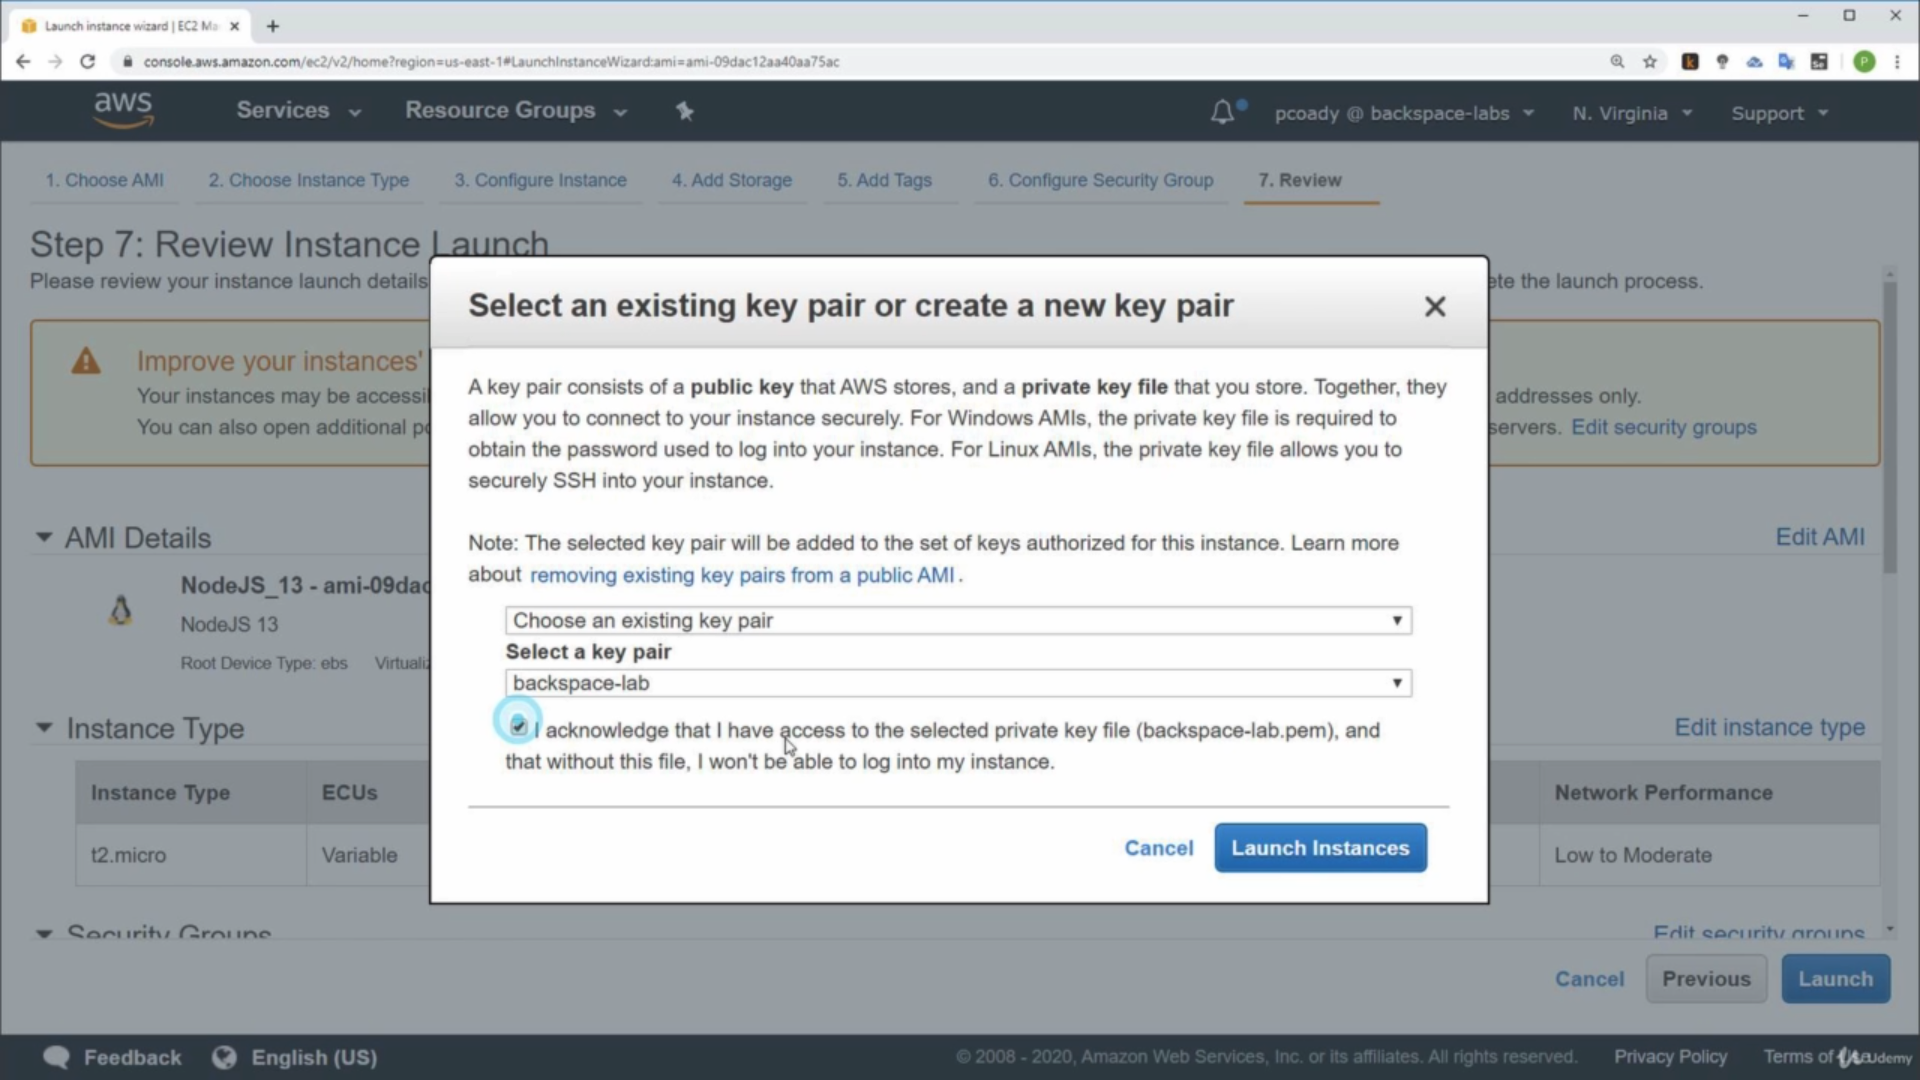 Launch instance wizard | EC2 Ma
console.aws.amazon.com/ec2/v2/home?region=us-east-1#LaunchInstanceWizard:ami=ami-09dac12aa40aa75ac
aws Services Resource Groups pcoady @ backspace-labs N. Virginia Support
1. Choose AMI 2. Choose Instance Type 3. Configure Instance 4. Add Storage 5. Add Tags 6. Configure Security Group 7. Review
Step 7: Review Instance Launch
Please review your instance launch details ete the launch process.
Select an existing key pair or create a new key pair
Improve your instances'
Your instances may be accessi addresses only.
You can also open additional po servers. Edit security groups
A key pair consists of a public key that AWS stores, and a private key file that you store. Together, they
allow you to connect to your instance securely. For Windows AMIs, the private key file is required to
obtain the password used to log into your instance. For Linux AMIs, the private key file allows you to
securely SSH into your instance.
Note: The selected key pair will be added to the set of keys authorized for this instance. Learn more
about removing existing key pairs from a public AMI .
Choose an existing key pair
Select a key pair
backspace-lab
I acknowledge that I have access to the selected private key file (backspace-lab.pem), and
that without this file, I won't be able to log into my instance.
Cancel Launch Instances
AMI Details Edit AMI
NodeJS_13 - ami-09dac
NodeJS 13
Root Device Type: ebs Virtualiz
Instance Type Edit instance type
Instance Type ECUs Network Performance
t2.micro Variable Low to Moderate
Security Groups Edit security groups
Cancel Previous Launch
Feedback English (US) © 2008 - 2020, Amazon Web Services, Inc. or its affiliates. All rights reserved. Privacy Policy Terms of Udemy